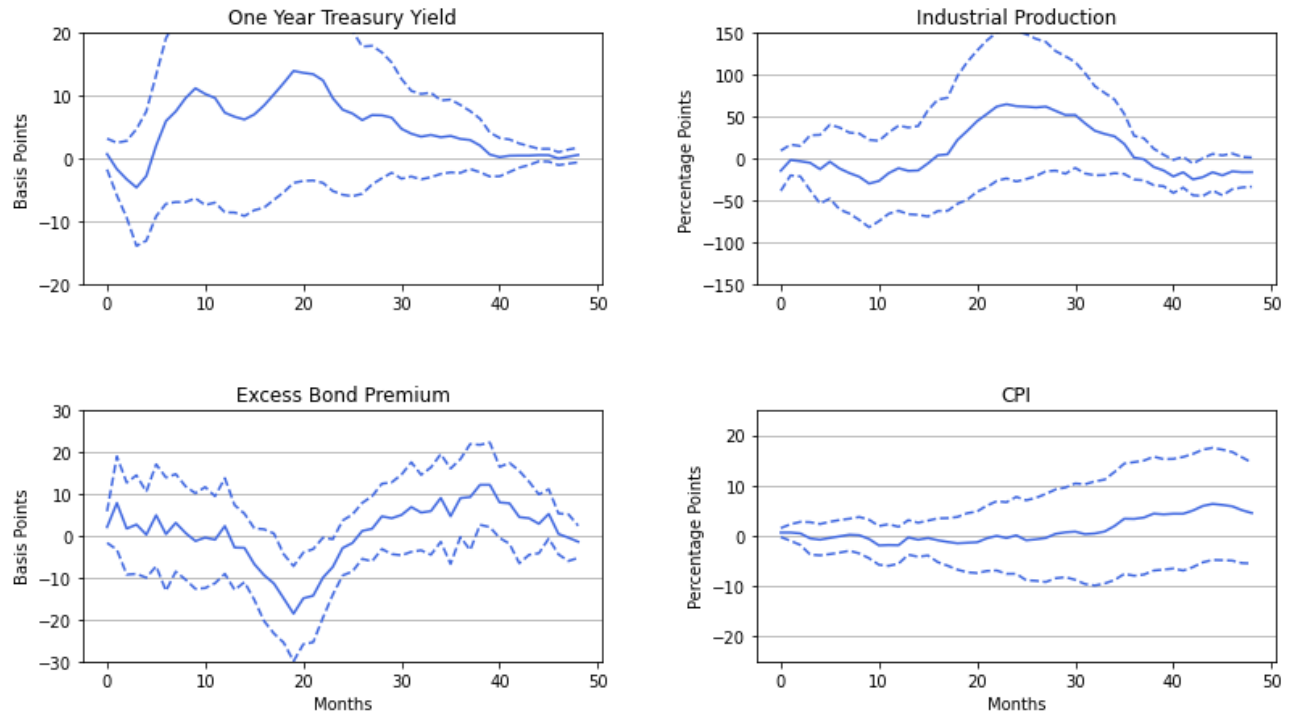 One Year Treasury Yield
Basis Points
20
10
0
−10
−20
0 10 20 30 40 50
Industrial Production
Percentage Points
150
100
50
0
−50
−100
−150
0 10 20 30 40 50
Excess Bond Premium
Basis Points
30
20
10
0
−10
−20
−30
0 10 20 30 40 50
Months
CPI
Percentage Points
20
10
0
−10
−20
0 10 20 30 40 50
Months